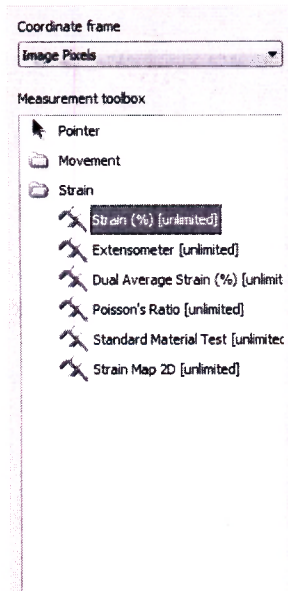 Coordinate frame
Image Pixels
Measurement toolbox
Pointer
Movement
Strain
Strain (%) [unlimited]
Extensometer [unlimited]
Dual Average Strain (%) [unlimit
Poisson's Ratio [unlimited]
Standard Material Test [unlimitec
Strain Map 2D [unlimited]